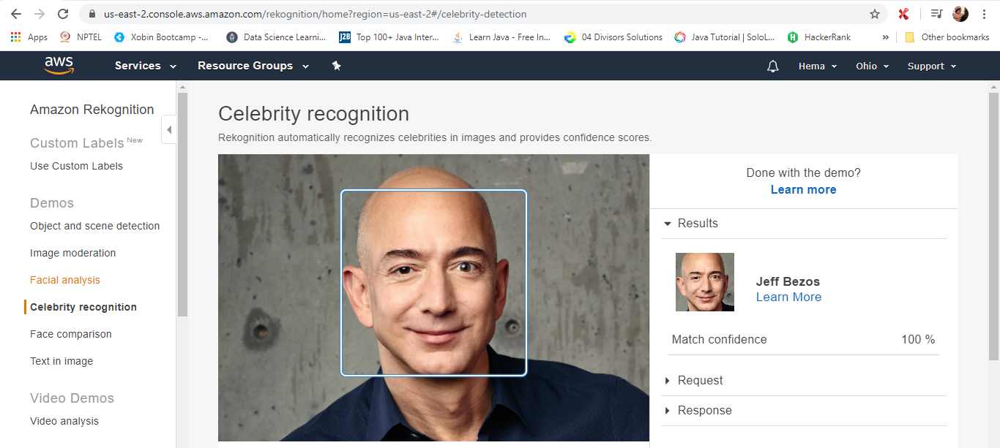 us-east-2.console.aws.amazon.com/rekognition/home?region=us-east-2#/celebrity-detection
Apps NPTEL Xobin Bootcamp -... Data Science Learni... J2B Top 100+ Java Inter... Learn Java - Free In... 04 Divisors Solutions Java Tutorial | SoloL... H HackerRank » Other bookmarks
aws Services Resource Groups Hema Ohio Support
Amazon Rekognition
Custom Labels New
Use Custom Labels
Demos
Object and scene detection
Image moderation
Facial analysis
Celebrity recognition
Face comparison
Text in image
Video Demos
Video analysis
Celebrity recognition
Rekognition automatically recognizes celebrities in images and provides confidence scores.
Done with the demo?
Learn more
Results
Jeff Bezos
Learn More
Match confidence 100 %
Request
Response